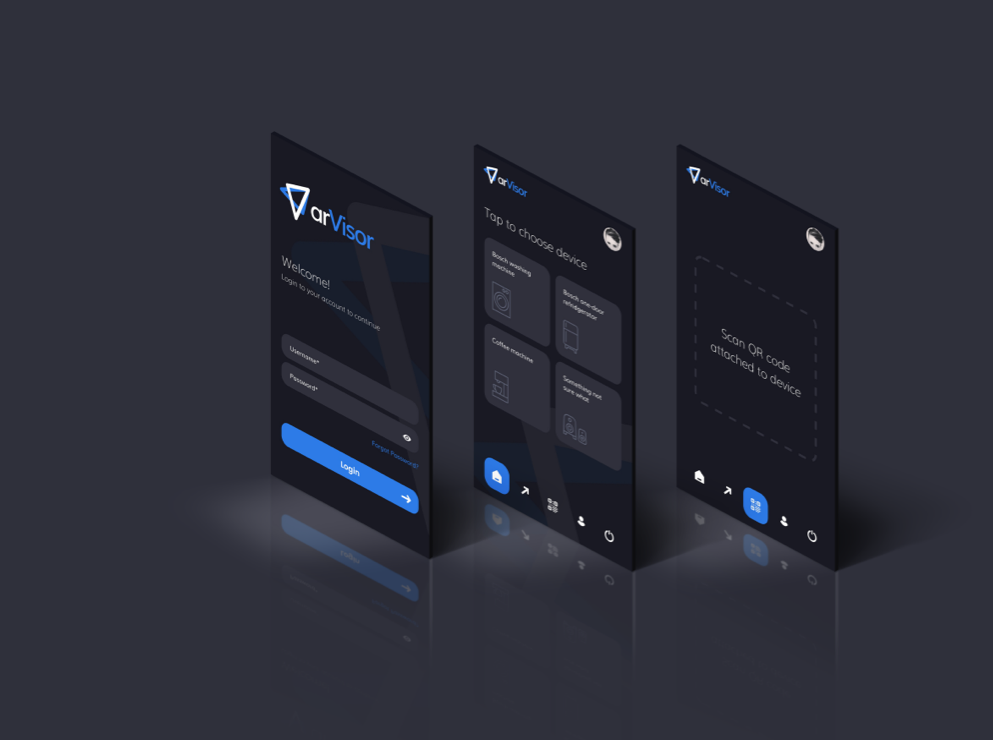 arVisor
Welcome!
Login to your account to continue
Username*
Password*
Forgot Password?
Login
arVisor
Tap to choose device
Bosch washing
machine
Bosch one-door
refridgerator
Coffee machine
Something not
sure what
arVisor
Scan QR code
attached to device